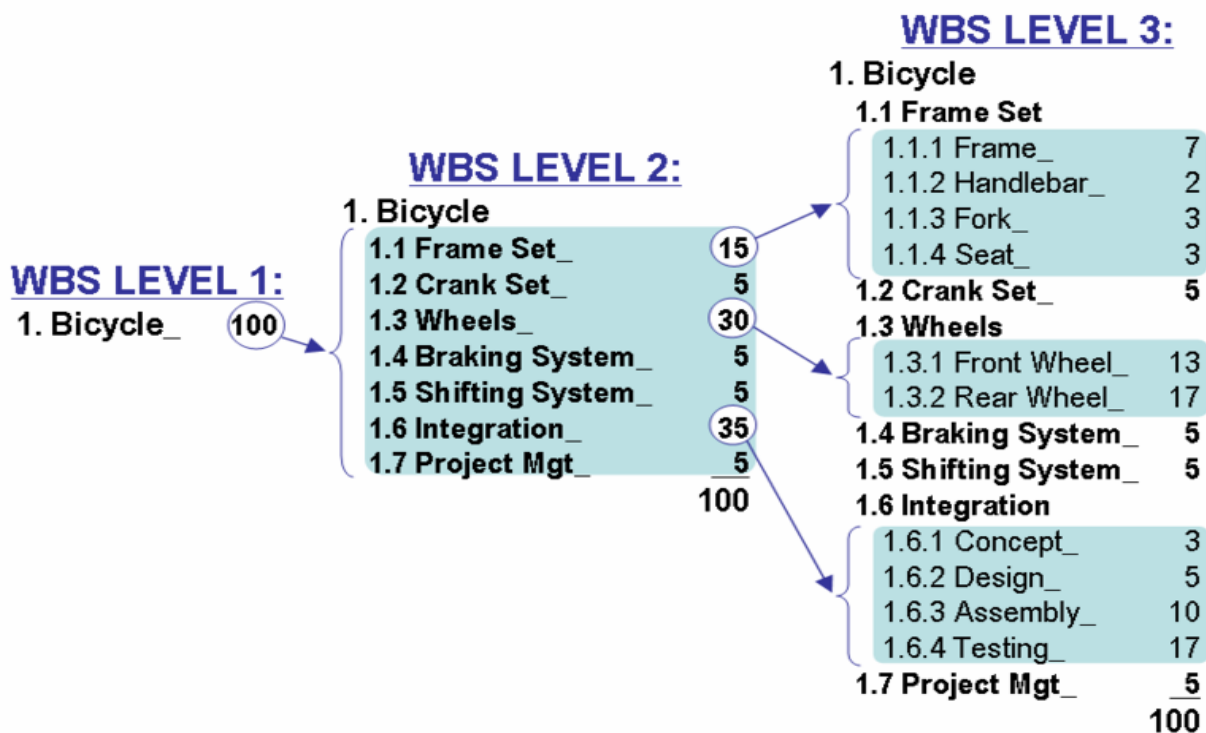 WBS LEVEL 1:
1. Bicycle_ 100
WBS LEVEL 2:
1. Bicycle
1.1 Frame Set_ 15
1.2 Crank Set_ 5
1.3 Wheels_ 30
1.4 Braking System_ 5
1.5 Shifting System_ 5
1.6 Integration_ 35
1.7 Project Mgt_ 5
100
WBS LEVEL 3:
1. Bicycle
1.1 Frame Set
1.1.1 Frame_ 7
1.1.2 Handlebar_ 2
1.1.3 Fork_ 3
1.1.4 Seat_ 3
1.2 Crank Set_ 5
1.3 Wheels
1.3.1 Front Wheel_ 13
1.3.2 Rear Wheel_ 17
1.4 Braking System_ 5
1.5 Shifting System_ 5
1.6 Integration
1.6.1 Concept_ 3
1.6.2 Design_ 5
1.6.3 Assembly_ 10
1.6.4 Testing_ 17
1.7 Project Mgt_ 5
100